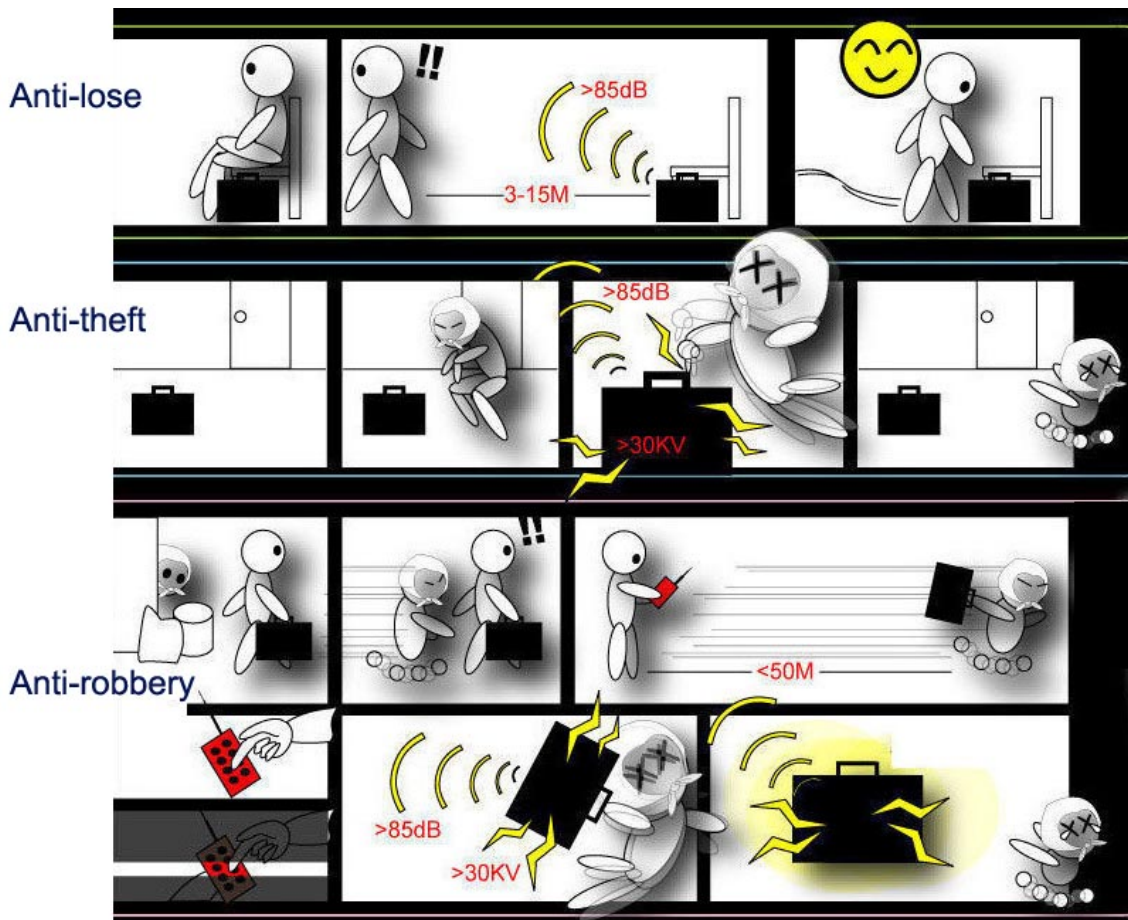 Anti-lose
!!
>85dB
3-15M
Anti-theft
>85dB
>30KV
!!
Anti-robbery
<50M
>85dB
>30KV